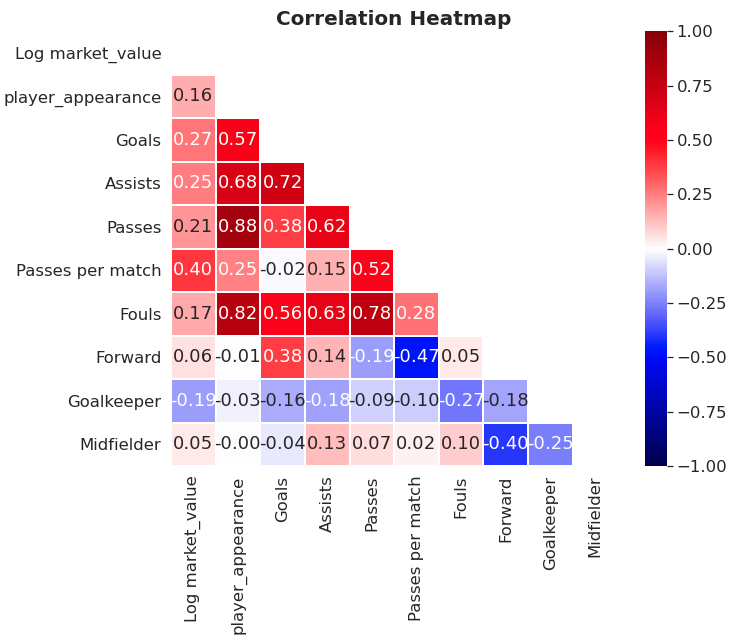 Correlation Heatmap
Log market_value
player_appearance 0.16
Goals 0.27 0.57
Assists 0.25 0.68 0.72
Passes 0.21 0.88 0.38 0.62
Passes per match 0.40 0.25 -0.02 0.15 0.52
Fouls 0.17 0.82 0.56 0.63 0.78 0.28
Forward 0.06 -0.01 0.38 0.14 -0.19 -0.47 0.05
Goalkeeper -0.19 -0.03 -0.16 -0.18 -0.09 -0.10 -0.27 -0.18
Midfielder 0.05 -0.00 -0.04 0.13 0.07 0.02 0.10 -0.40 -0.25
Log market_value
player_appearance
Goals
Assists
Passes
Passes per match
Fouls
Forward
Goalkeeper
Midfielder
1.00
0.75
0.50
0.25
0.00
−0.25
−0.50
−0.75
−1.00